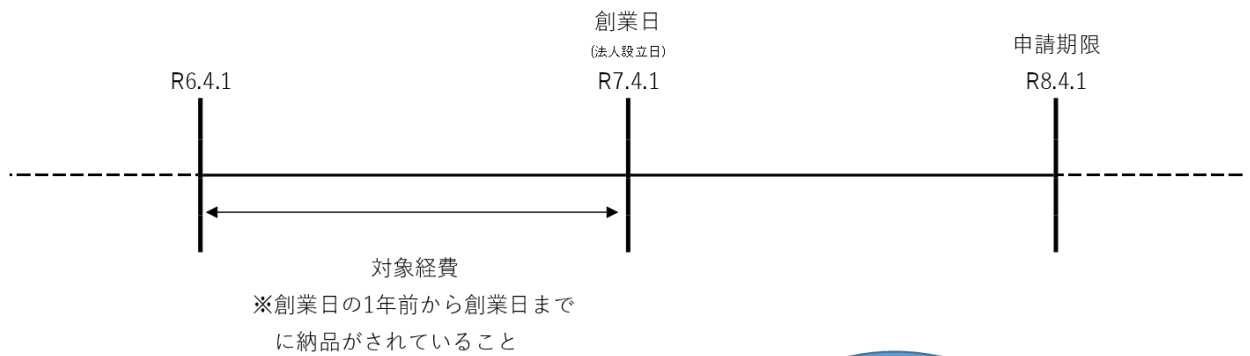 創業日
(法人設立日)
申請期限
R6.4.1
R7.4.1
R8.4.1
対象経費
※創業日の1年前から創業日まで
に納品がされていること